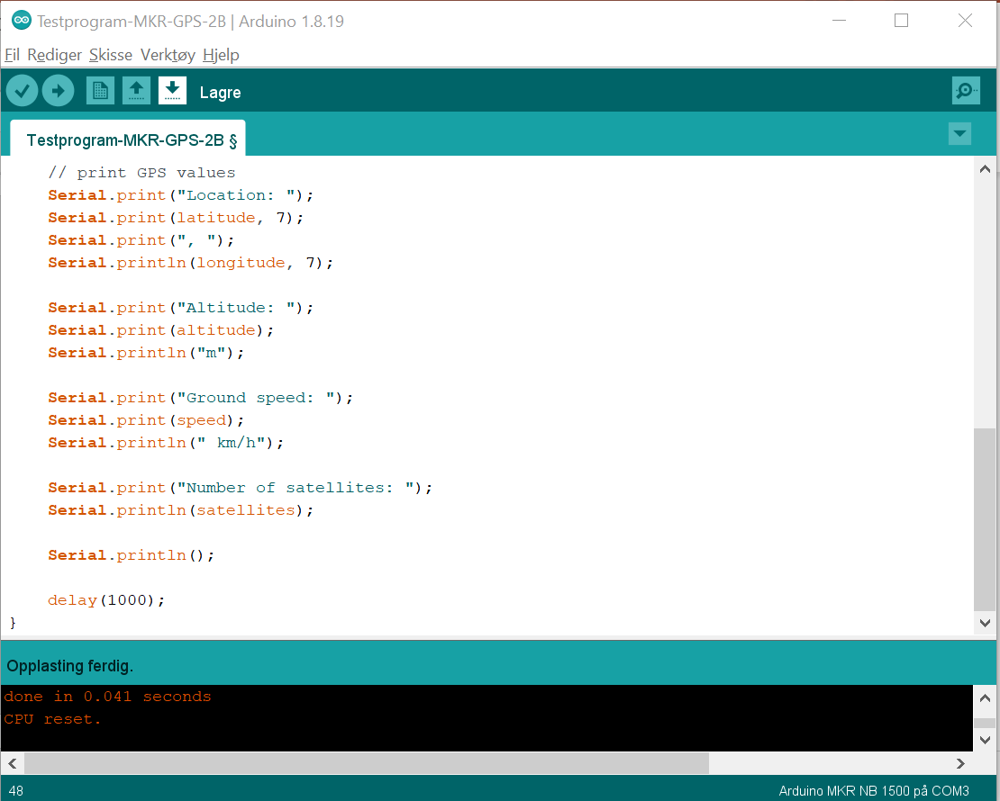 Testprogram-MKR-GPS-2B | Arduino 1.8.19
Fil Rediger Skisse Verktøy Hjelp
Lagre
Testprogram-MKR-GPS-2B §
// print GPS values
Serial.print("Location: ");
Serial.print(latitude, 7);
Serial.print(", ");
Serial.println(longitude, 7);
Serial.print("Altitude: ");
Serial.print(altitude);
Serial.println("m");
Serial.print("Ground speed: ");
Serial.print(speed);
Serial.println(" km/h");
Serial.print("Number of satellites: ");
Serial.println(satellites);
Serial.println();
delay(1000);
}
Opplasting ferdig.
done in 0.041 seconds
CPU reset.
48 Arduino MKR NB 1500 på COM3